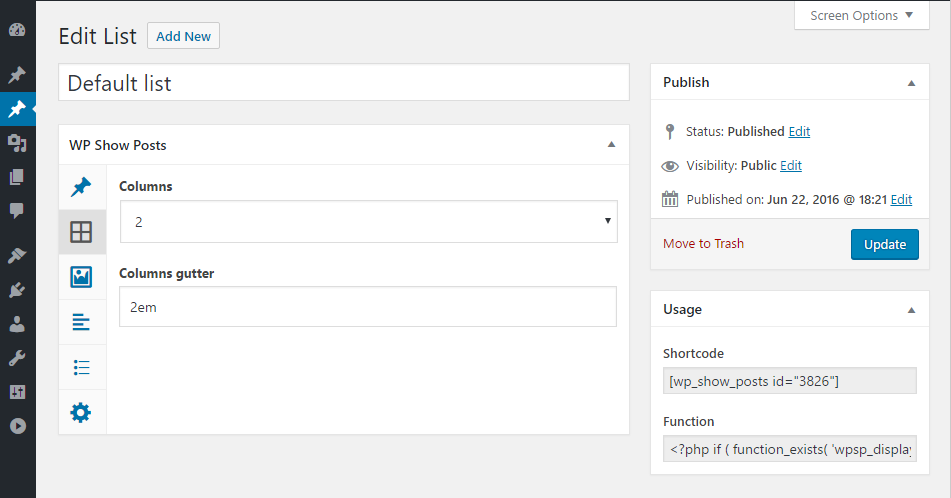 Screen Options
Edit List Add New
Default list
WP Show Posts
Columns
2
Columns gutter
2em
Publish
Status: Published Edit
Visibility: Public Edit
Published on: Jun 22, 2016 @ 18:21 Edit
Move to Trash Update
Usage
Shortcode
[wp_show_posts id="3826"]
Function
<?php if ( function_exists( 'wpsp_display